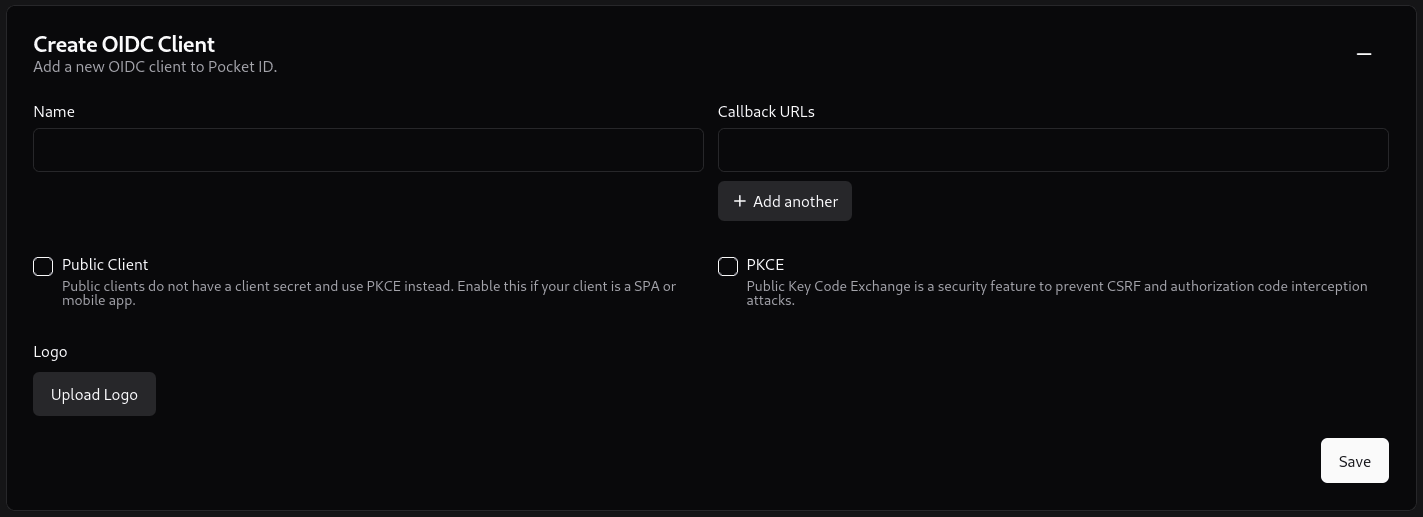 Create OIDC Client
Add a new OIDC client to Pocket ID.
Name
Callback URLs
+ Add another
Public Client
Public clients do not have a client secret and use PKCE instead. Enable this if your client is a SPA or
mobile app.
PKCE
Public Key Code Exchange is a security feature to prevent CSRF and authorization code interception
attacks.
Logo
Upload Logo
Save